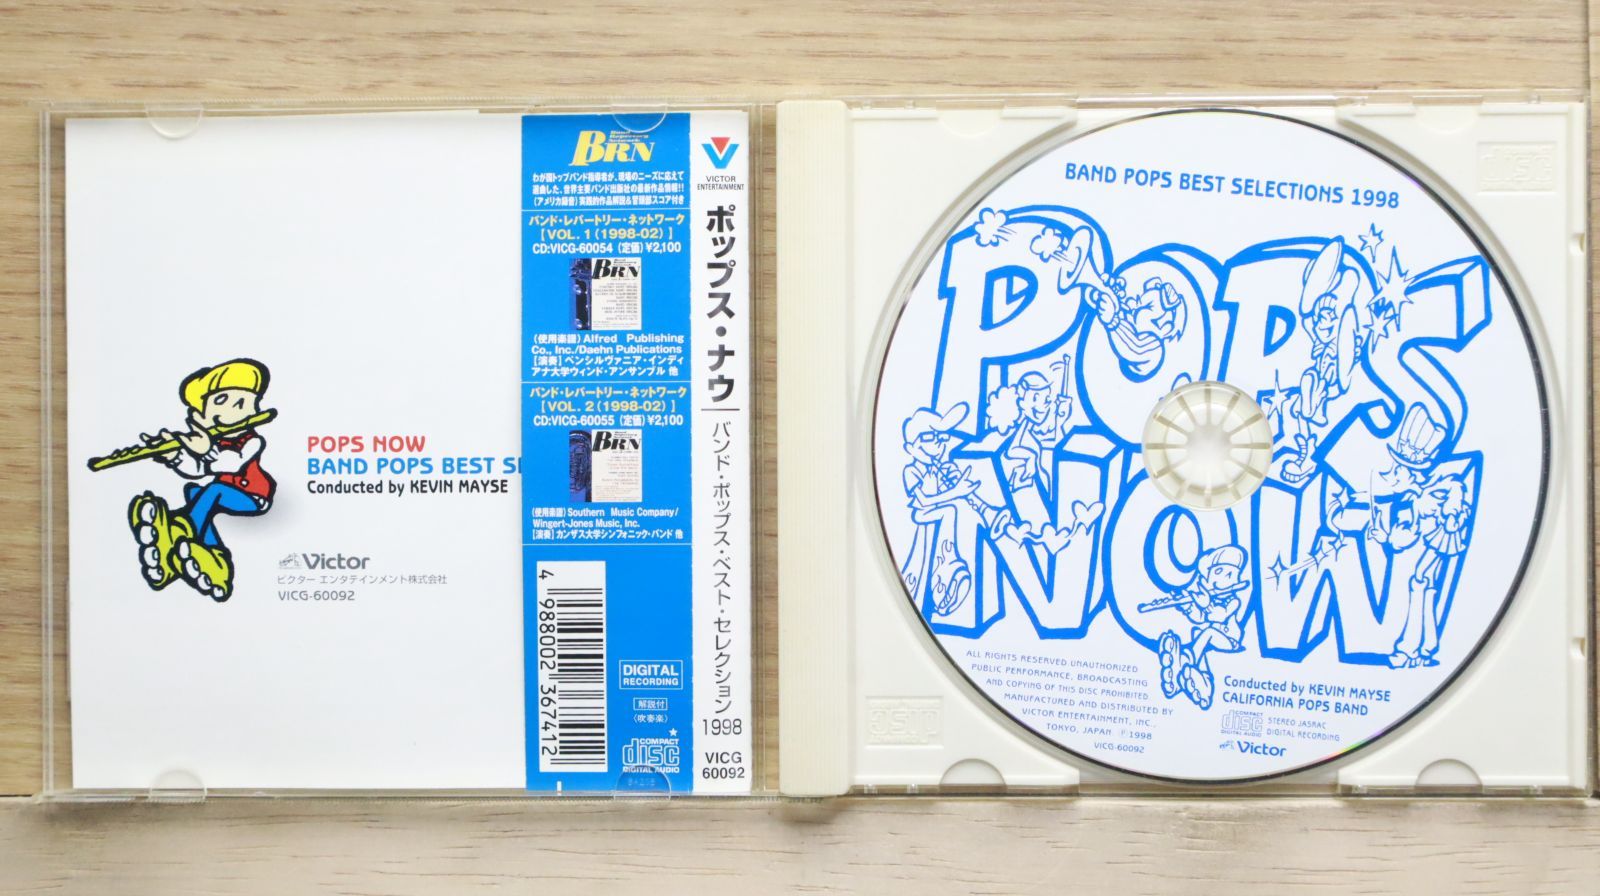 POPS NOW
BAND POPS BEST SE
Conducted by KEVIN MAYSE
Victor
ビクター エンタテインメント株式会社
VICG-60092
Band
Repertory
Network
BRN
わが国トップバンド指導者が、現場のニーズに応えて
選曲した、世界主要バンド出版社の最新作品情報!!
(アメリカ録音)実践的作品解説&冒頭部スコア付き
バンド・レパートリー・ネットワーク
【VOL. 1(1998-02)】
CD:VICG-60054 (定価)¥2,100
BRN
(使用楽譜)Alfred Publishing
Co., Inc./Daehn Publications
[演奏]ペンシルヴァニア・インディ
アナ大学ウィンド・アンサンブル 他
バンド・レパートリー・ネットワーク
【VOL. 2(1998-02)】
CD:VICG-60055 (定価)¥2,100
BRN
(使用楽譜)Southern Music Company/
Wingert-Jones Music, Inc.
[演奏]カンザス大学シンフォニック・バンド 他
4 988002 367412
DIGITAL
RECORDING
解説付
〈吹奏楽〉
★
COMPACT
disc
DIGITAL AUDIO
VICTOR
ENTERTAINMENT
ポップス・ナウ
バンド・ポップス・ベスト・セレクション
1998
VICG
60092
BAND POPS BEST SELECTIONS 1998
POPS
NOW
ALL RIGHTS RESERVED UNAUTHORIZED
PUBLIC PERFORMANCE, BROADCASTING
AND COPYING OF THIS DISC PROHIBITED
MANUFACTURED AND DISTRIBUTED BY
VICTOR ENTERTAINMENT, INC.,
TOKYO, JAPAN. Ⓟ 1998
VICG-60092
Conducted by KEVIN MAYSE
CALIFORNIA POPS BAND
COMPACT
disc
DIGITAL AUDIO
STEREO JASRAC
DIGITAL RECORDING
Victor